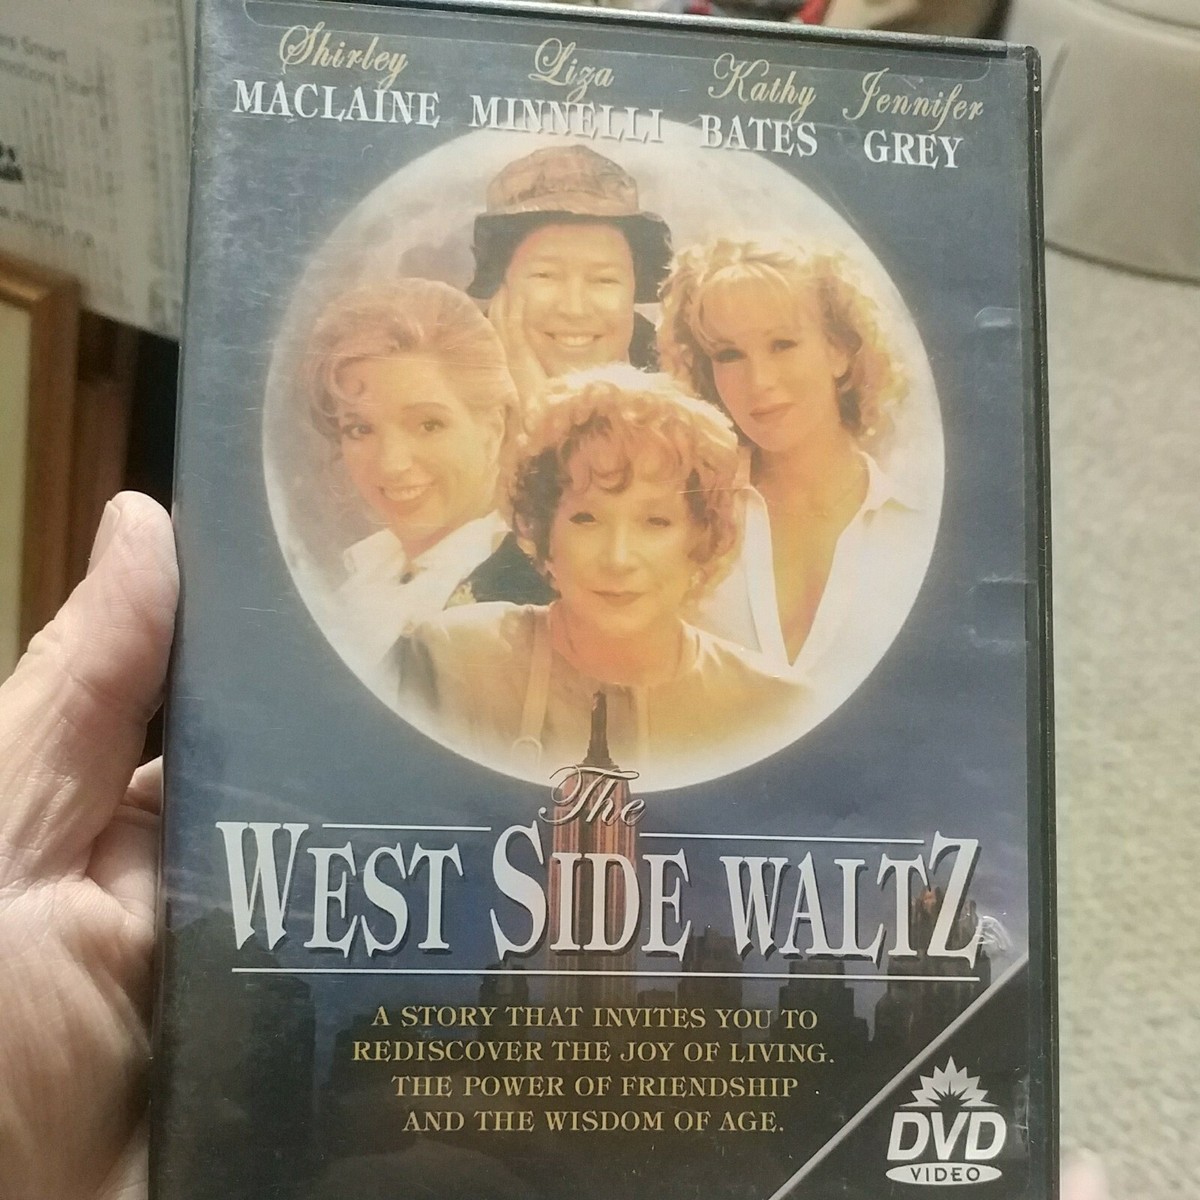 Shirley Liza Kathy Jennifer
MACLAINE MINNELLI BATES GREY
The
WEST SIDE WALTZ
A STORY THAT INVITES YOU TO
REDISCOVER THE JOY OF LIVING.
THE POWER OF FRIENDSHIP
AND THE WISDOM OF AGE.
DVD
VIDEO